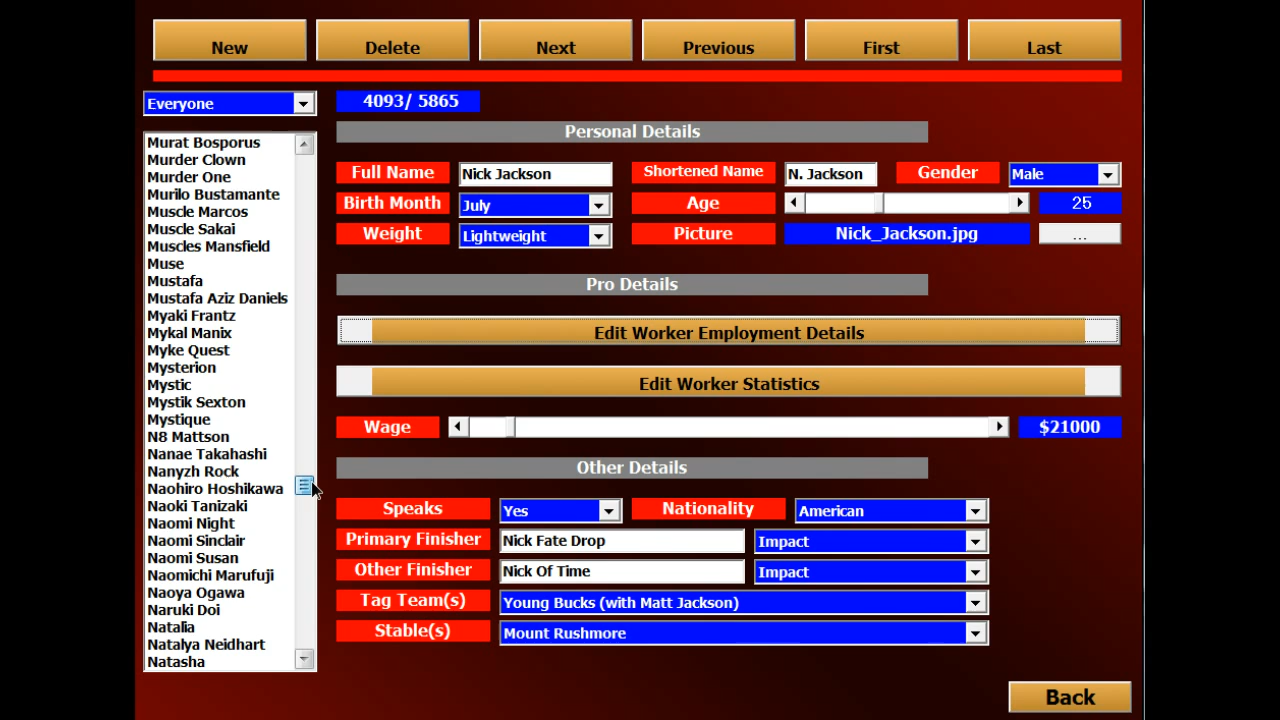 New Delete Next Previous First Last
Everyone 4093/ 5865
Personal Details
Full Name Nick Jackson Shortened Name N. Jackson Gender Male
Birth Month July Age 25
Weight Lightweight Picture Nick_Jackson.jpg ...
Pro Details
Edit Worker Employment Details
Edit Worker Statistics
Wage $21000
Other Details
Speaks Yes Nationality American
Primary Finisher Nick Fate Drop Impact
Other Finisher Nick Of Time Impact
Tag Team(s) Young Bucks (with Matt Jackson)
Stable(s) Mount Rushmore
Murat Bosporus
Murder Clown
Murder One
Murilo Bustamante
Muscle Marcos
Muscle Sakai
Muscles Mansfield
Muse
Mustafa
Mustafa Aziz Daniels
Myaki Frantz
Mykal Manix
Myke Quest
Mysterion
Mystic
Mystik Sexton
Mystique
N8 Mattson
Nanae Takahashi
Nanyzh Rock
Naohiro Hoshikawa
Naoki Tanizaki
Naomi Night
Naomi Sinclair
Naomi Susan
Naomichi Marufuji
Naoya Ogawa
Naruki Doi
Natalia
Natalya Neidhart
Natasha
Back